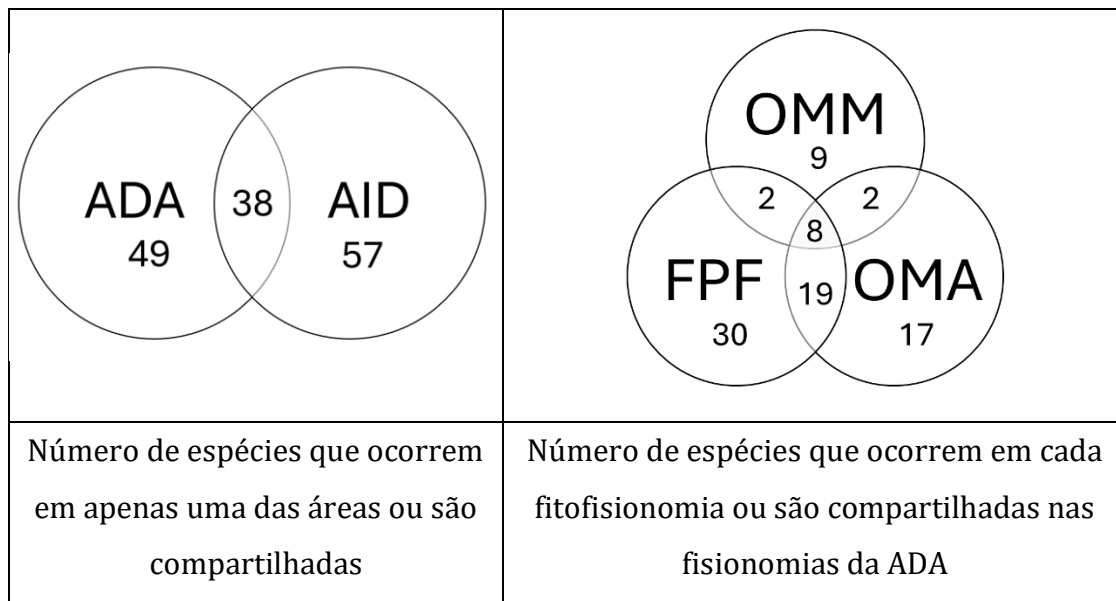 ADA
49
38
AID
57
OMM
9
2
2
8
FPF
30
19
OMA
17
Número de espécies que ocorrem
em apenas uma das áreas ou são
compartilhadas
Número de espécies que ocorrem em cada
fitofisionomia ou são compartilhadas nas
fisionomias da ADA